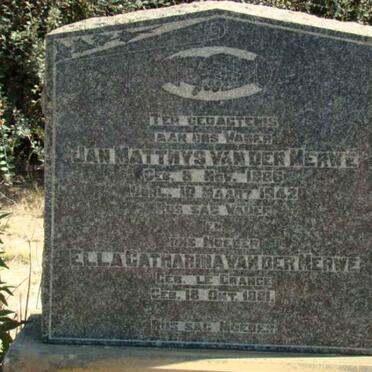 TER GEDAGTENIS
AAN ONS VADER
JAN MATTHYS VAN DER MERWE
GEB. 8 NOV. 1886
OORL. 10 MAART 1942
RUS SAG VADER
EN
ONS MOEDER
ELLA CATHARINA VAN DER MERWE
GEB. LE GRANGE
GEB. 18 OKT. 1881.
RUS SAG MOEDER